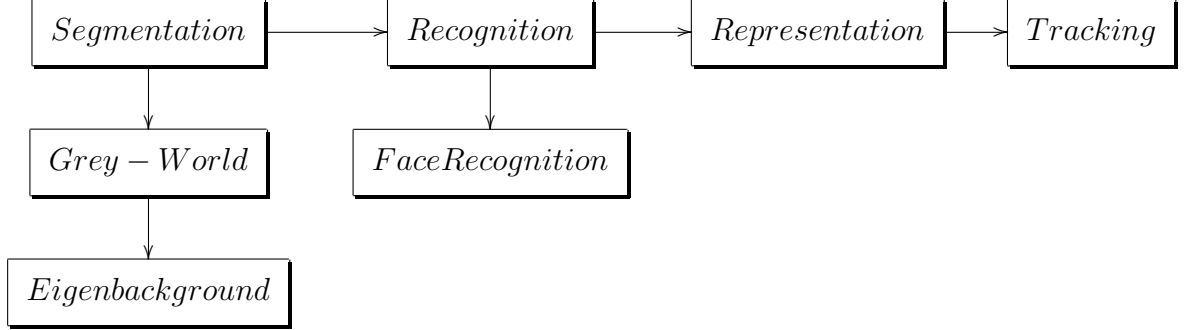 Segmentation Recognition Representation Tracking
Grey − World FaceRecognition
Eigenbackground